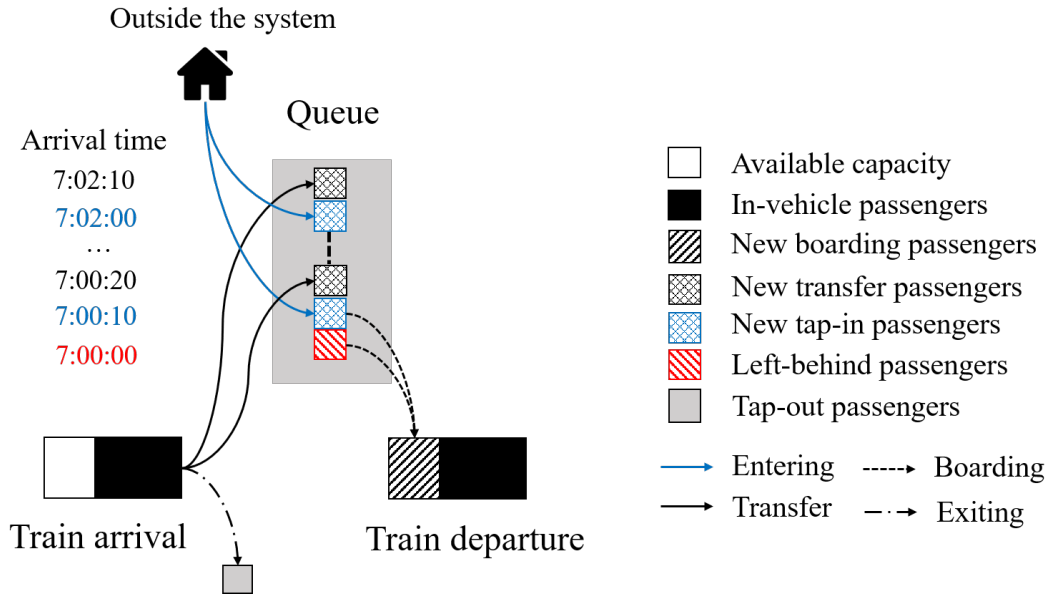 Outside the system
Queue
Arrival time
7:02:10
7:02:00
...
7:00:20
7:00:10
7:00:00
Train arrival
Train departure
Available capacity
In-vehicle passengers
New boarding passengers
New transfer passengers
New tap-in passengers
Left-behind passengers
Tap-out passengers
Entering
Boarding
Transfer
Exiting